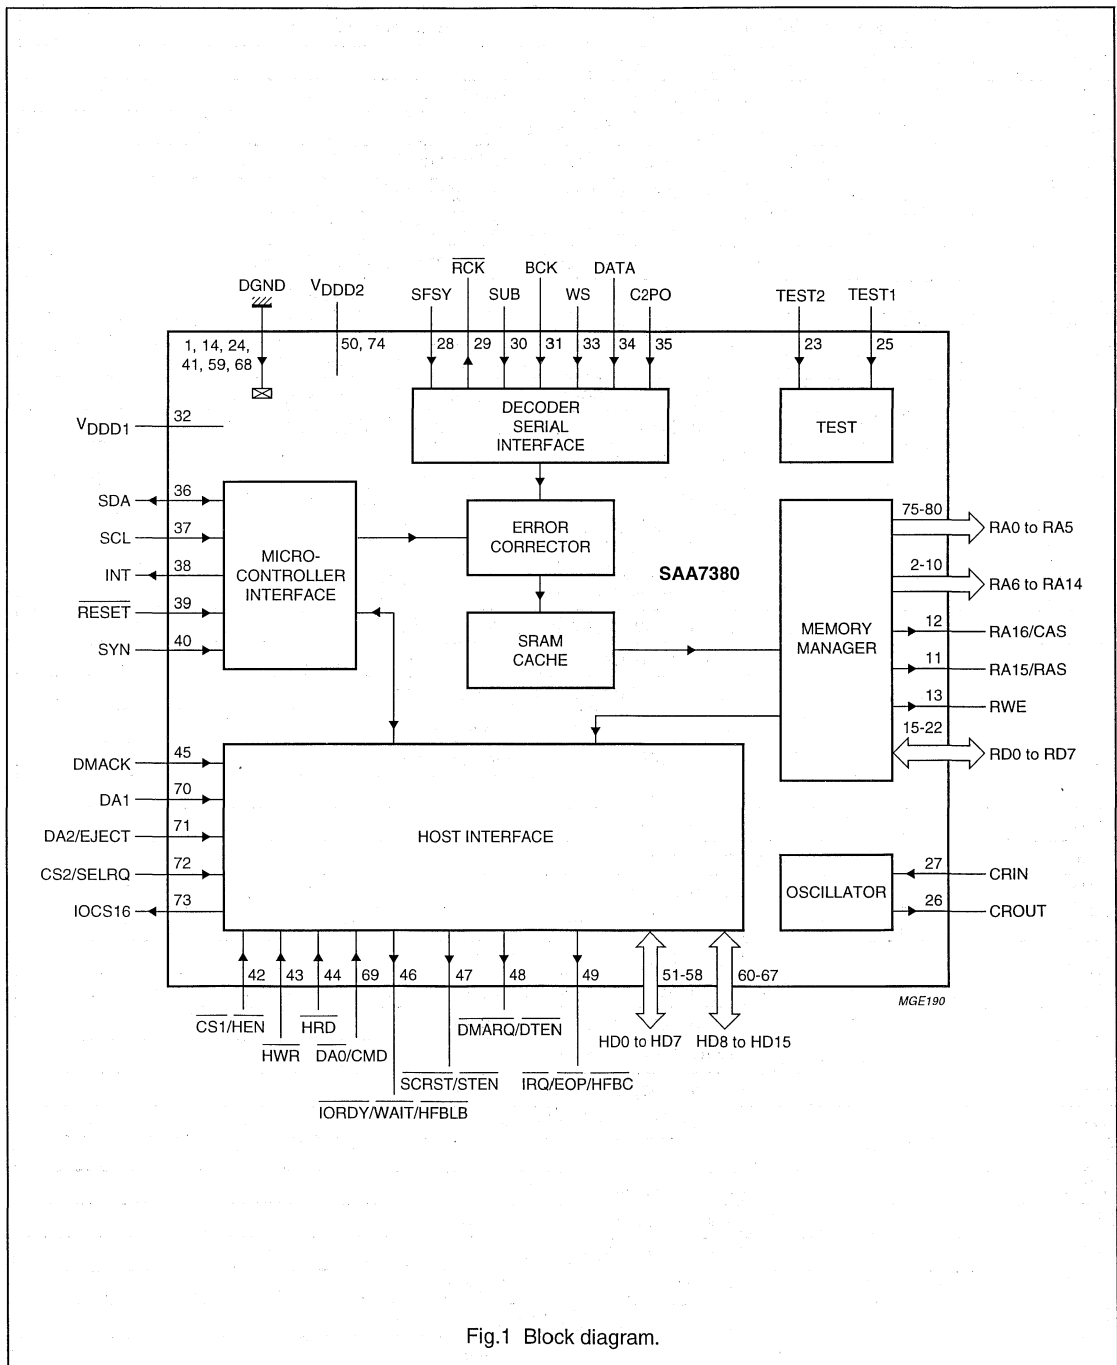 DGND
VDDD2
SFSY
RCK
SUB
BCK
WS
DATA
C2PO
TEST2
TEST1
1, 14, 24,
41, 59, 68
50, 74
28
29
30
31
33
34
35
23
25
VDDD1
32
DECODER
SERIAL
INTERFACE
TEST
SDA
36
SCL
37
INT
38
RESET
39
SYN
40
MICRO-
CONTROLLER
INTERFACE
ERROR
CORRECTOR
SAA7380
SRAM
CACHE
MEMORY
MANAGER
75-80
RA0 to RA5
2-10
RA6 to RA14
12
RA16/CAS
11
RA15/RAS
13
RWE
15-22
RD0 to RD7
DMACK
45
DA1
70
DA2/EJECT
71
CS2/SELRQ
72
IOCS16
73
HOST INTERFACE
OSCILLATOR
27
CRIN
26
CROUT
42
43
44
69
46
47
48
49
51-58
60-67
MGE190
CS1/HEN
HWR
HRD
DA0/CMD
IORDY/WAIT/HFBLB
SCRST/STEN
DMARQ/DTEN
IRQ/EOP/HFBC
HD0 to HD7
HD8 to HD15
Fig.1 Block diagram.